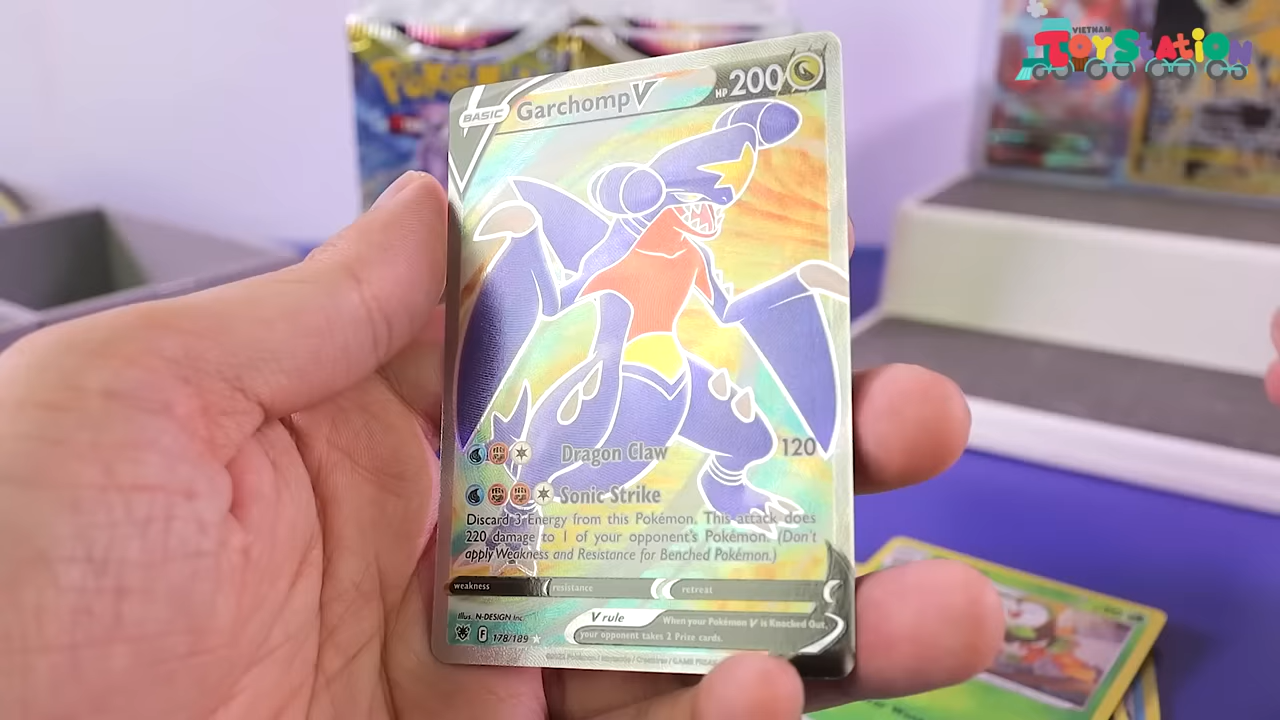 VIETNAM
TOYSTATION
POKÉMON
BASIC
Garchomp V
HP 200
Dragon Claw 120
Sonic Strike
Discard 3 Energy from this Pokémon. This attack does
220 damage to 1 of your opponent's Pokémon. (Don't
apply Weakness and Resistance for Benched Pokémon.)
weakness resistance retreat
Illus. N-DESIGN Inc.
V rule When your Pokémon V is Knocked Out,
your opponent takes 2 Prize cards.
F 178/189